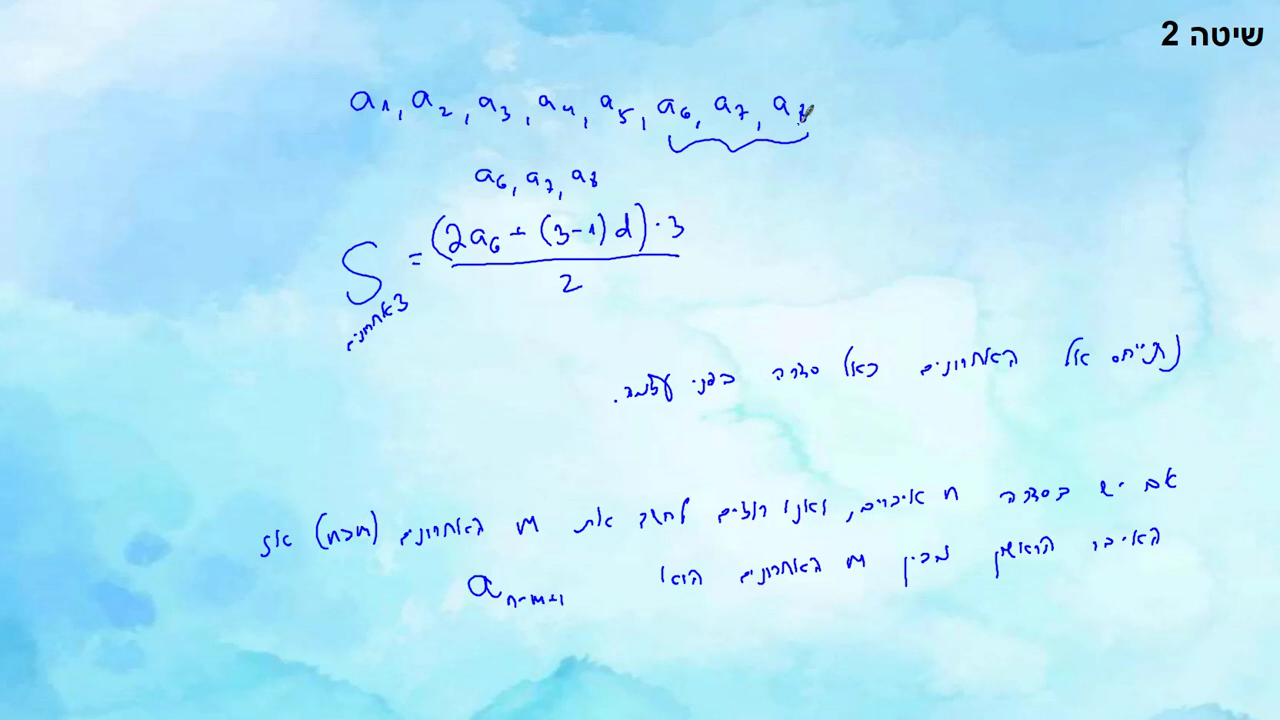 שיטה 2
a1, a2, a3, a4, a5, a6, a7, a8
a6, a7, a8
S 3 אחרונים = (2a6 + (3-1)d)·3 / 2
נתייחס אל האחרונים כאל סדרה בפני עצמה.
אם יש בסדרה n איברים, ואנו רוצים לחשב את m האחרונים (m<n) אז
האיבר הראשון מבין m האחרונים הוא a n-m+1